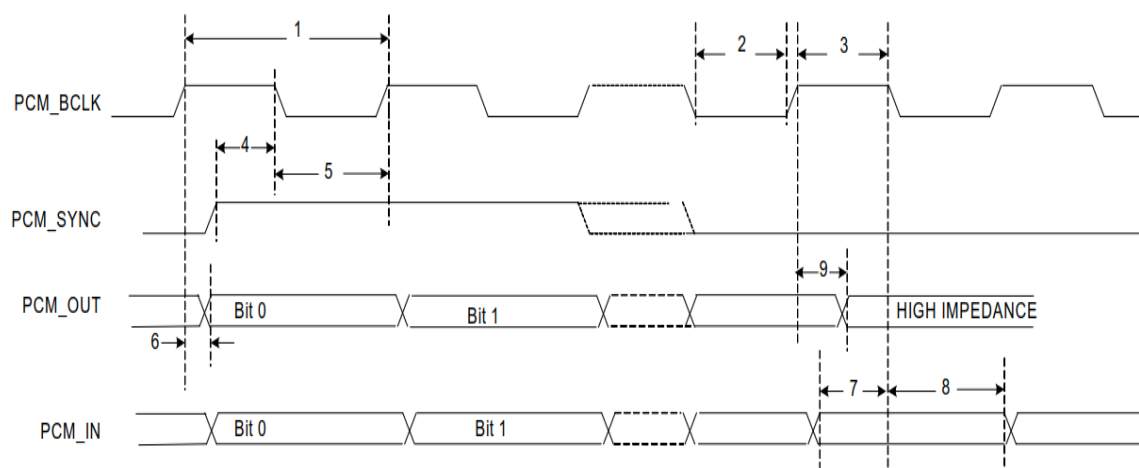 1
2
3
PCM_BCLK
4
5
PCM_SYNC
9
PCM_OUT
Bit 0
Bit 1
HIGH IMPEDANCE
6
7
8
PCM_IN
Bit 0
Bit 1